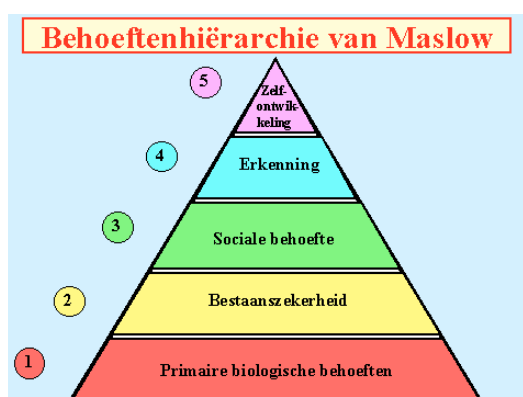 Behoeftenhiërarchie van Maslow
5
Zelf-
ontwik-
keling
4
Erkenning
3
Sociale behoefte
2
Bestaanszekerheid
1
Primaire biologische behoeften